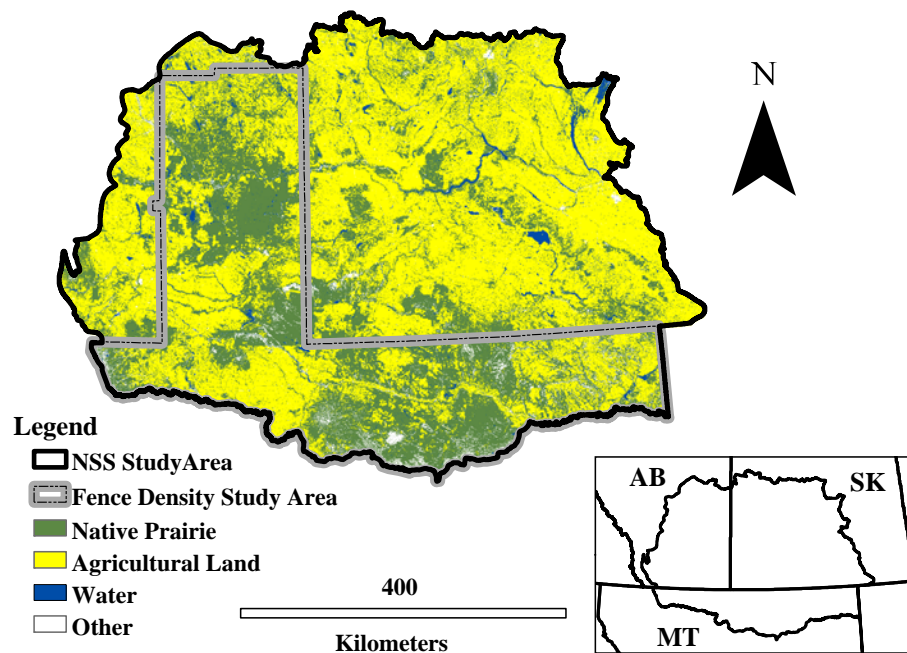 N
Legend
NSS StudyArea
Fence Density Study Area
Native Prairie
Agricultural Land
Water
Other
400
Kilometers
AB
SK
MT